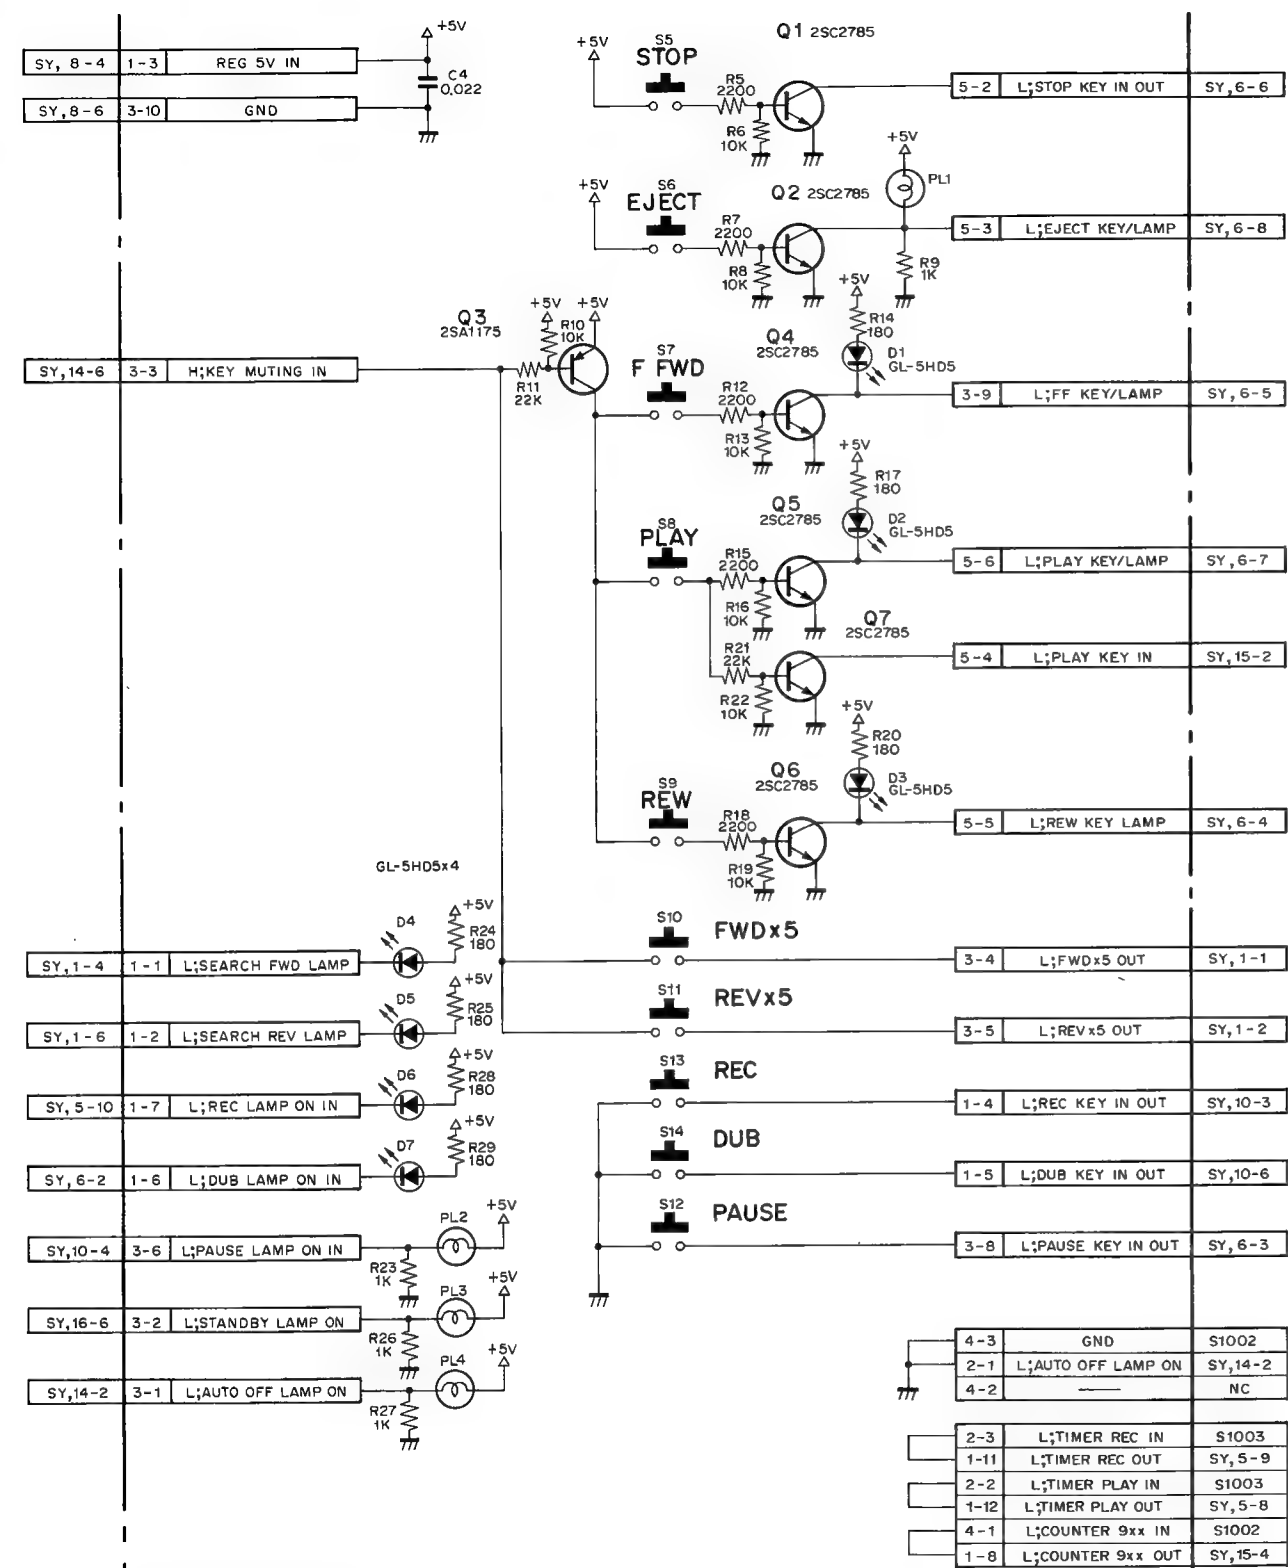 +5V
SY, 8-4 1-3 REG 5V IN
C4
0.022
SY, 8-6 3-10 GND
Q1 2SC2785
+5V
S5
STOP
R5
2200
R6
10K
5-2 L;STOP KEY IN OUT SY, 6-6
+5V
PL1
+5V
S6
EJECT
Q2 2SC2785
R7
2200
R8
10K
5-3 L;EJECT KEY/LAMP SY, 6-8
R9
1K
+5V
R14
180
Q3
2SA1175
+5V +5V
R10
10K
R11
22K
SY, 14-6 3-3 H;KEY MUTING IN
S7
F FWD
Q4
2SC2785
D1
GL-5HD5
R12
2200
R13
10K
3-9 L;FF KEY/LAMP SY, 6-5
+5V
R17
180
S8
PLAY
Q5
2SC2785
D2
GL-5HD5
R15
2200
R16
10K
5-6 L;PLAY KEY/LAMP SY, 6-7
Q7
2SC2785
R21
22K
R22
10K
5-4 L;PLAY KEY IN SY, 15-2
+5V
R20
180
S9
REW
Q6
2SC2785
D3
GL-5HD5
R18
2200
R19
10K
5-5 L;REW KEY LAMP SY, 6-4
GL-5HD5x4
D4
+5V
R24
180
SY, 1-4 1-1 L;SEARCH FWD LAMP
S10
FWDx5
3-4 L;FWDx5 OUT SY, 1-1
D5
+5V
R25
180
SY, 1-6 1-2 L;SEARCH REV LAMP
S11
REVx5
3-5 L;REVx5 OUT SY, 1-2
D6
+5V
R28
180
SY, 5-10 1-7 L;REC LAMP ON IN
S13
REC
1-4 L;REC KEY IN OUT SY, 10-3
D7
+5V
R29
180
SY, 6-2 1-6 L;DUB LAMP ON IN
S14
DUB
1-5 L;DUB KEY IN OUT SY, 10-6
PL2
+5V
SY, 10-4 3-6 L;PAUSE LAMP ON IN
R23
1K
S12
PAUSE
3-8 L;PAUSE KEY IN OUT SY, 6-3
PL3
+5V
SY, 16-6 3-2 L;STANDBY LAMP ON
R26
1K
PL4
+5V
SY, 14-2 3-1 L;AUTO OFF LAMP ON
R27
1K
4-3 GND S1002
2-1 L;AUTO OFF LAMP ON SY, 14-2
4-2 — NC
2-3 L;TIMER REC IN S1003
1-11 L;TIMER REC OUT SY, 5-9
2-2 L;TIMER PLAY IN S1003
1-12 L;TIMER PLAY OUT SY, 5-8
4-1 L;COUNTER 9xx IN S1002
1-8 L;COUNTER 9xx OUT SY, 15-4